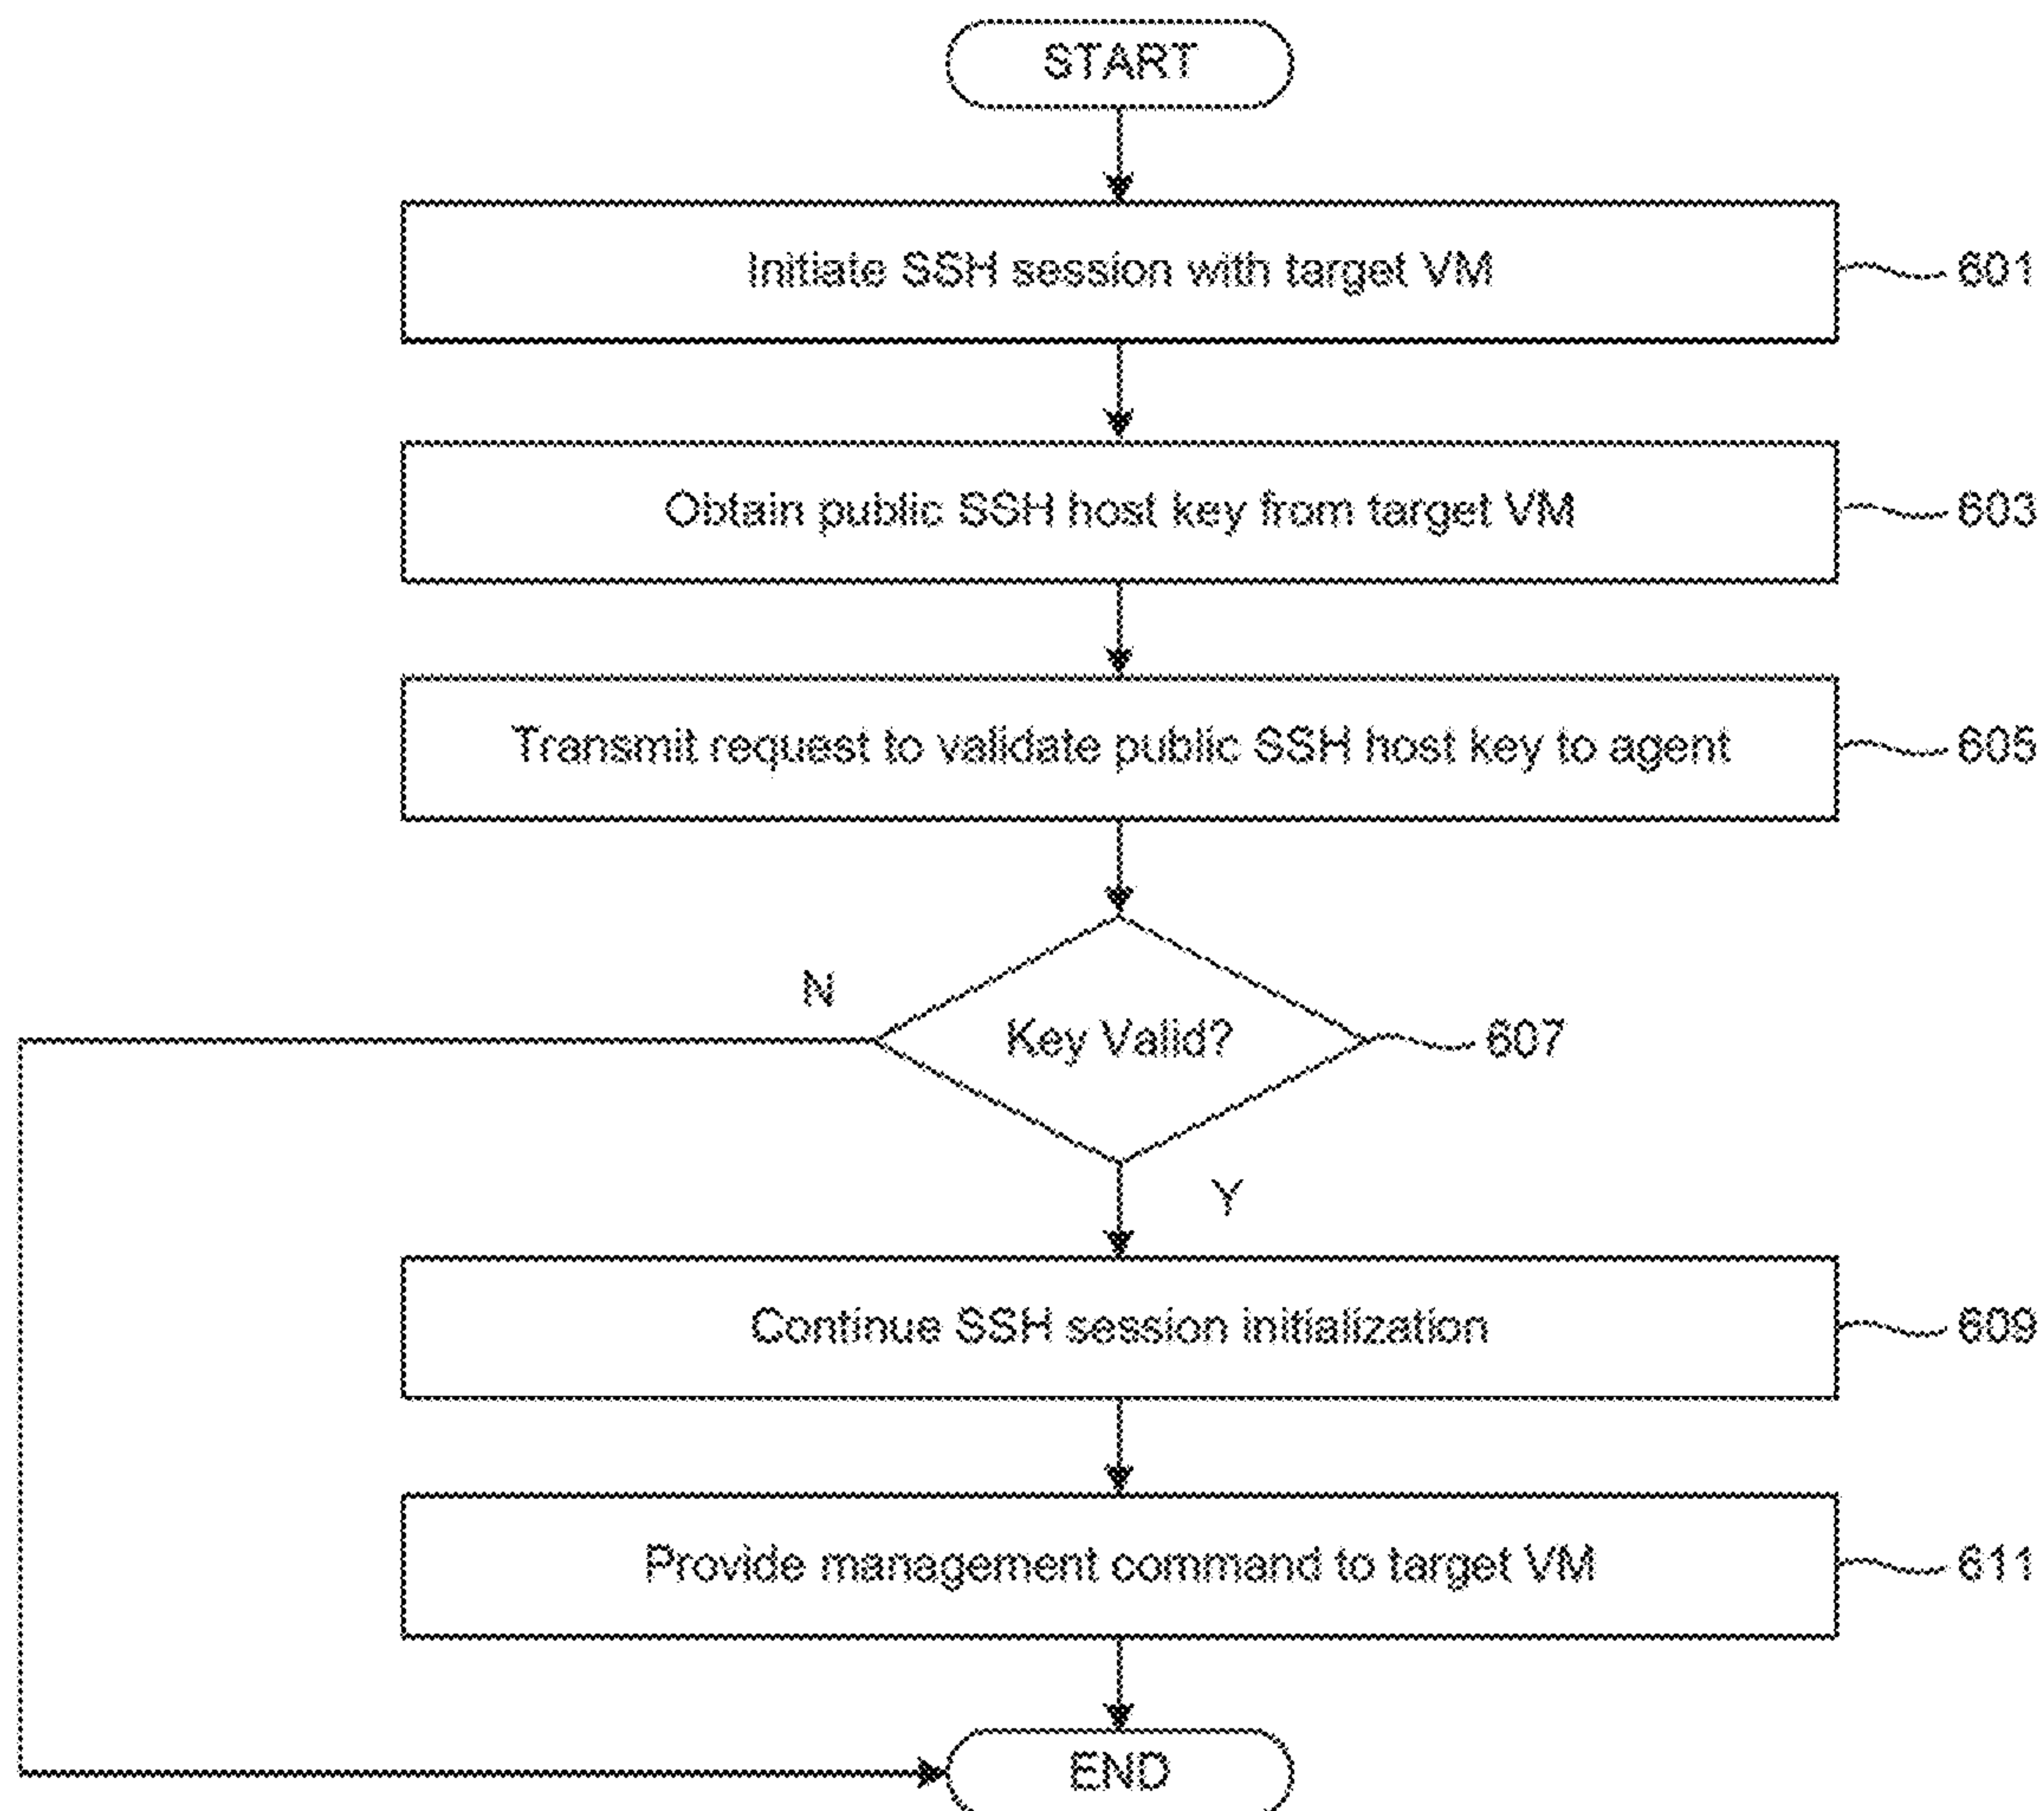 START
Initiate SSH session with target VM
601
Obtain public SSH host key from target VM
603
Transmit request to validate public SSH host key to agent
605
N
Key Valid?
607
Y
Continue SSH session initialization
609
Provide management command to target VM
611
END